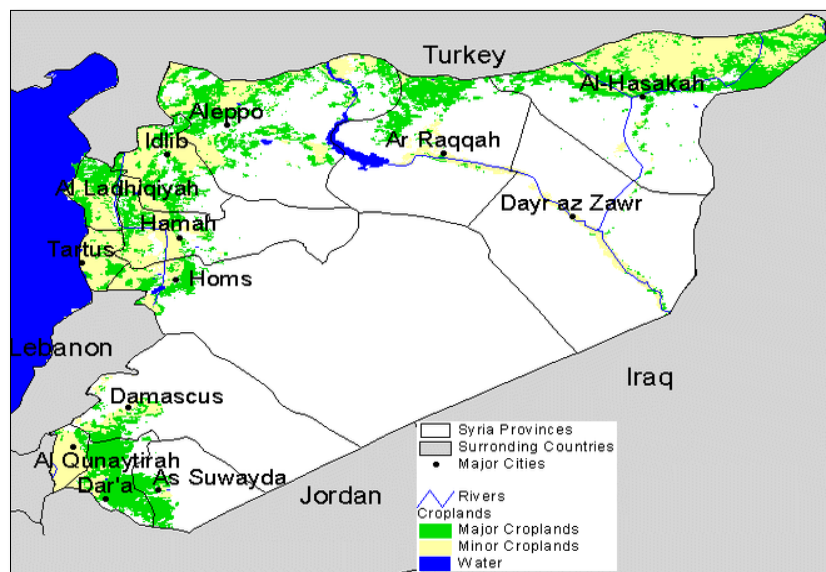 Turkey
Al-Hasakah
Aleppo
Idlib
Ar Raqqah
Al Ladhiqiyah
Dayr az Zawr
Hamah
Tartus
Homs
Lebanon
Iraq
Damascus
Al Qunaytirah
As Suwayda
Dar'a
Jordan
Syria Provinces
Surronding Countries
Major Cities
Rivers
Croplands
Major Croplands
Minor Croplands
Water